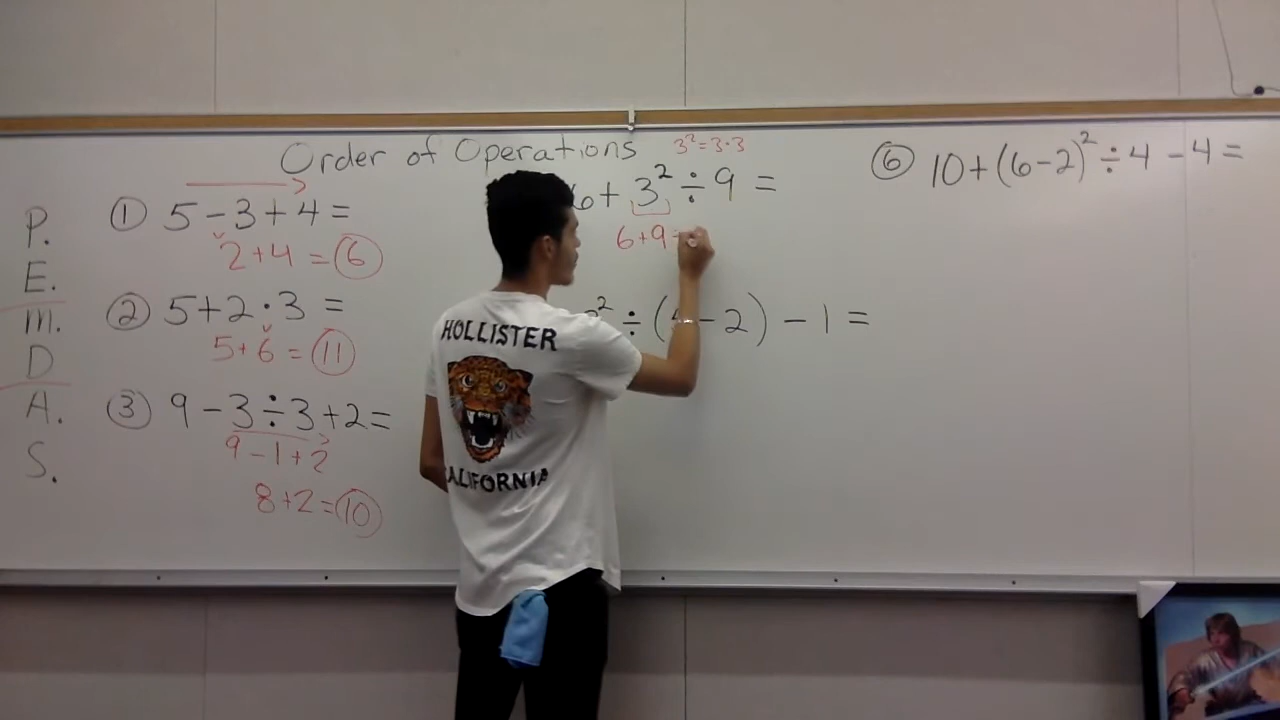 Order of Operations
P.
E.
M.
D
A.
S.
① 5 - 3 + 4 =
2 + 4 = 6
② 5 + 2 · 3 =
5 + 6 = 11
③ 9 - 3 ÷ 3 + 2 =
9 - 1 + 2
8 + 2 = 10
3² = 3 · 3
6 + 3² ÷ 9 =
6 + 9
² ÷ (4 - 2) - 1 =
⑥ 10 + (6 - 2)² ÷ 4 - 4 =
HOLLISTER
CALIFORNIA